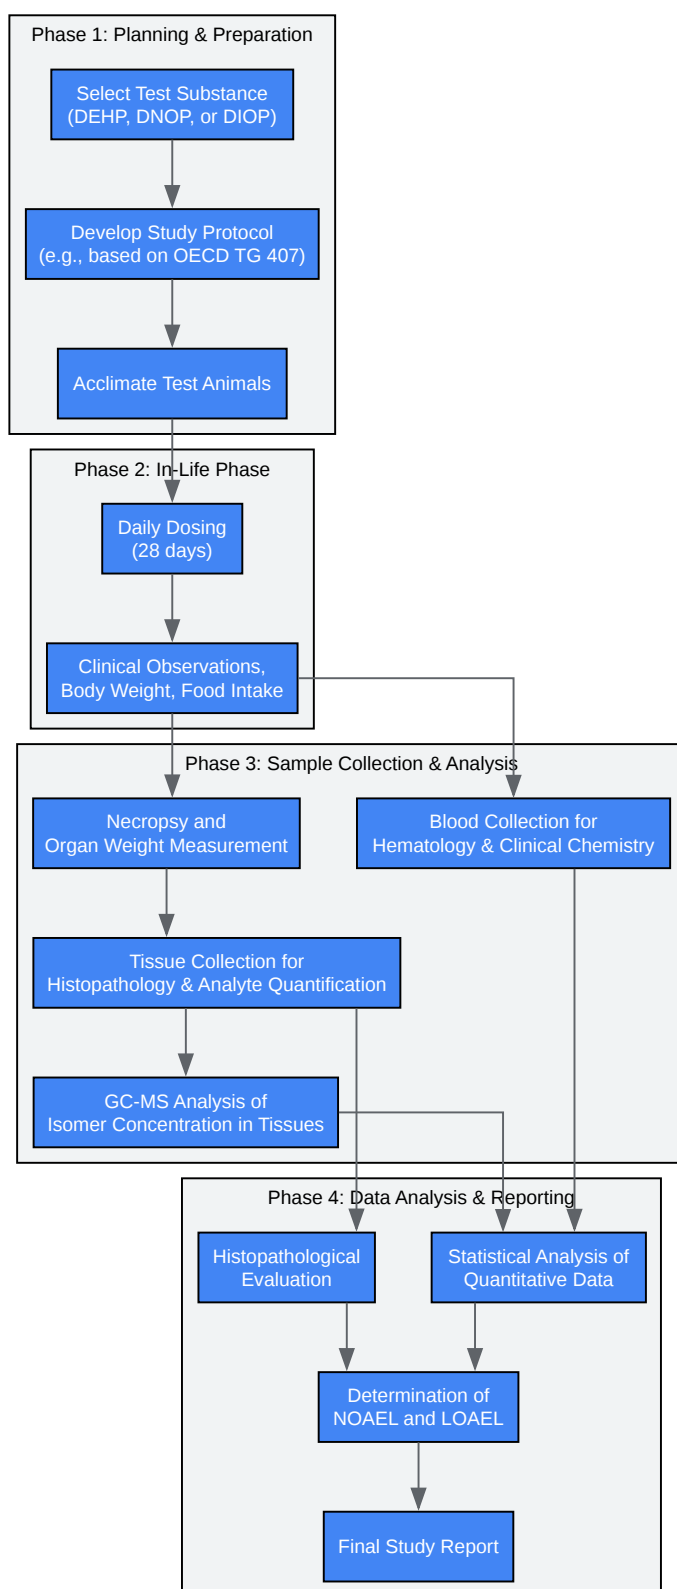 Phase 1: Planning & Preparation
Select Test Substance
(DEHP, DNOP, or DIOP)
Develop Study Protocol
(e.g., based on OECD TG 407)
Acclimate Test Animals
Phase 2: In-Life Phase
Daily Dosing
(28 days)
Clinical Observations,
Body Weight, Food Intake
Phase 3: Sample Collection & Analysis
Necropsy and
Organ Weight Measurement
Blood Collection for
Hematology & Clinical Chemistry
Tissue Collection for
Histopathology & Analyte Quantification
GC-MS Analysis of
Isomer Concentration in Tissues
Phase 4: Data Analysis & Reporting
Histopathological
Evaluation
Statistical Analysis of
Quantitative Data
Determination of
NOAEL and LOAEL
Final Study Report